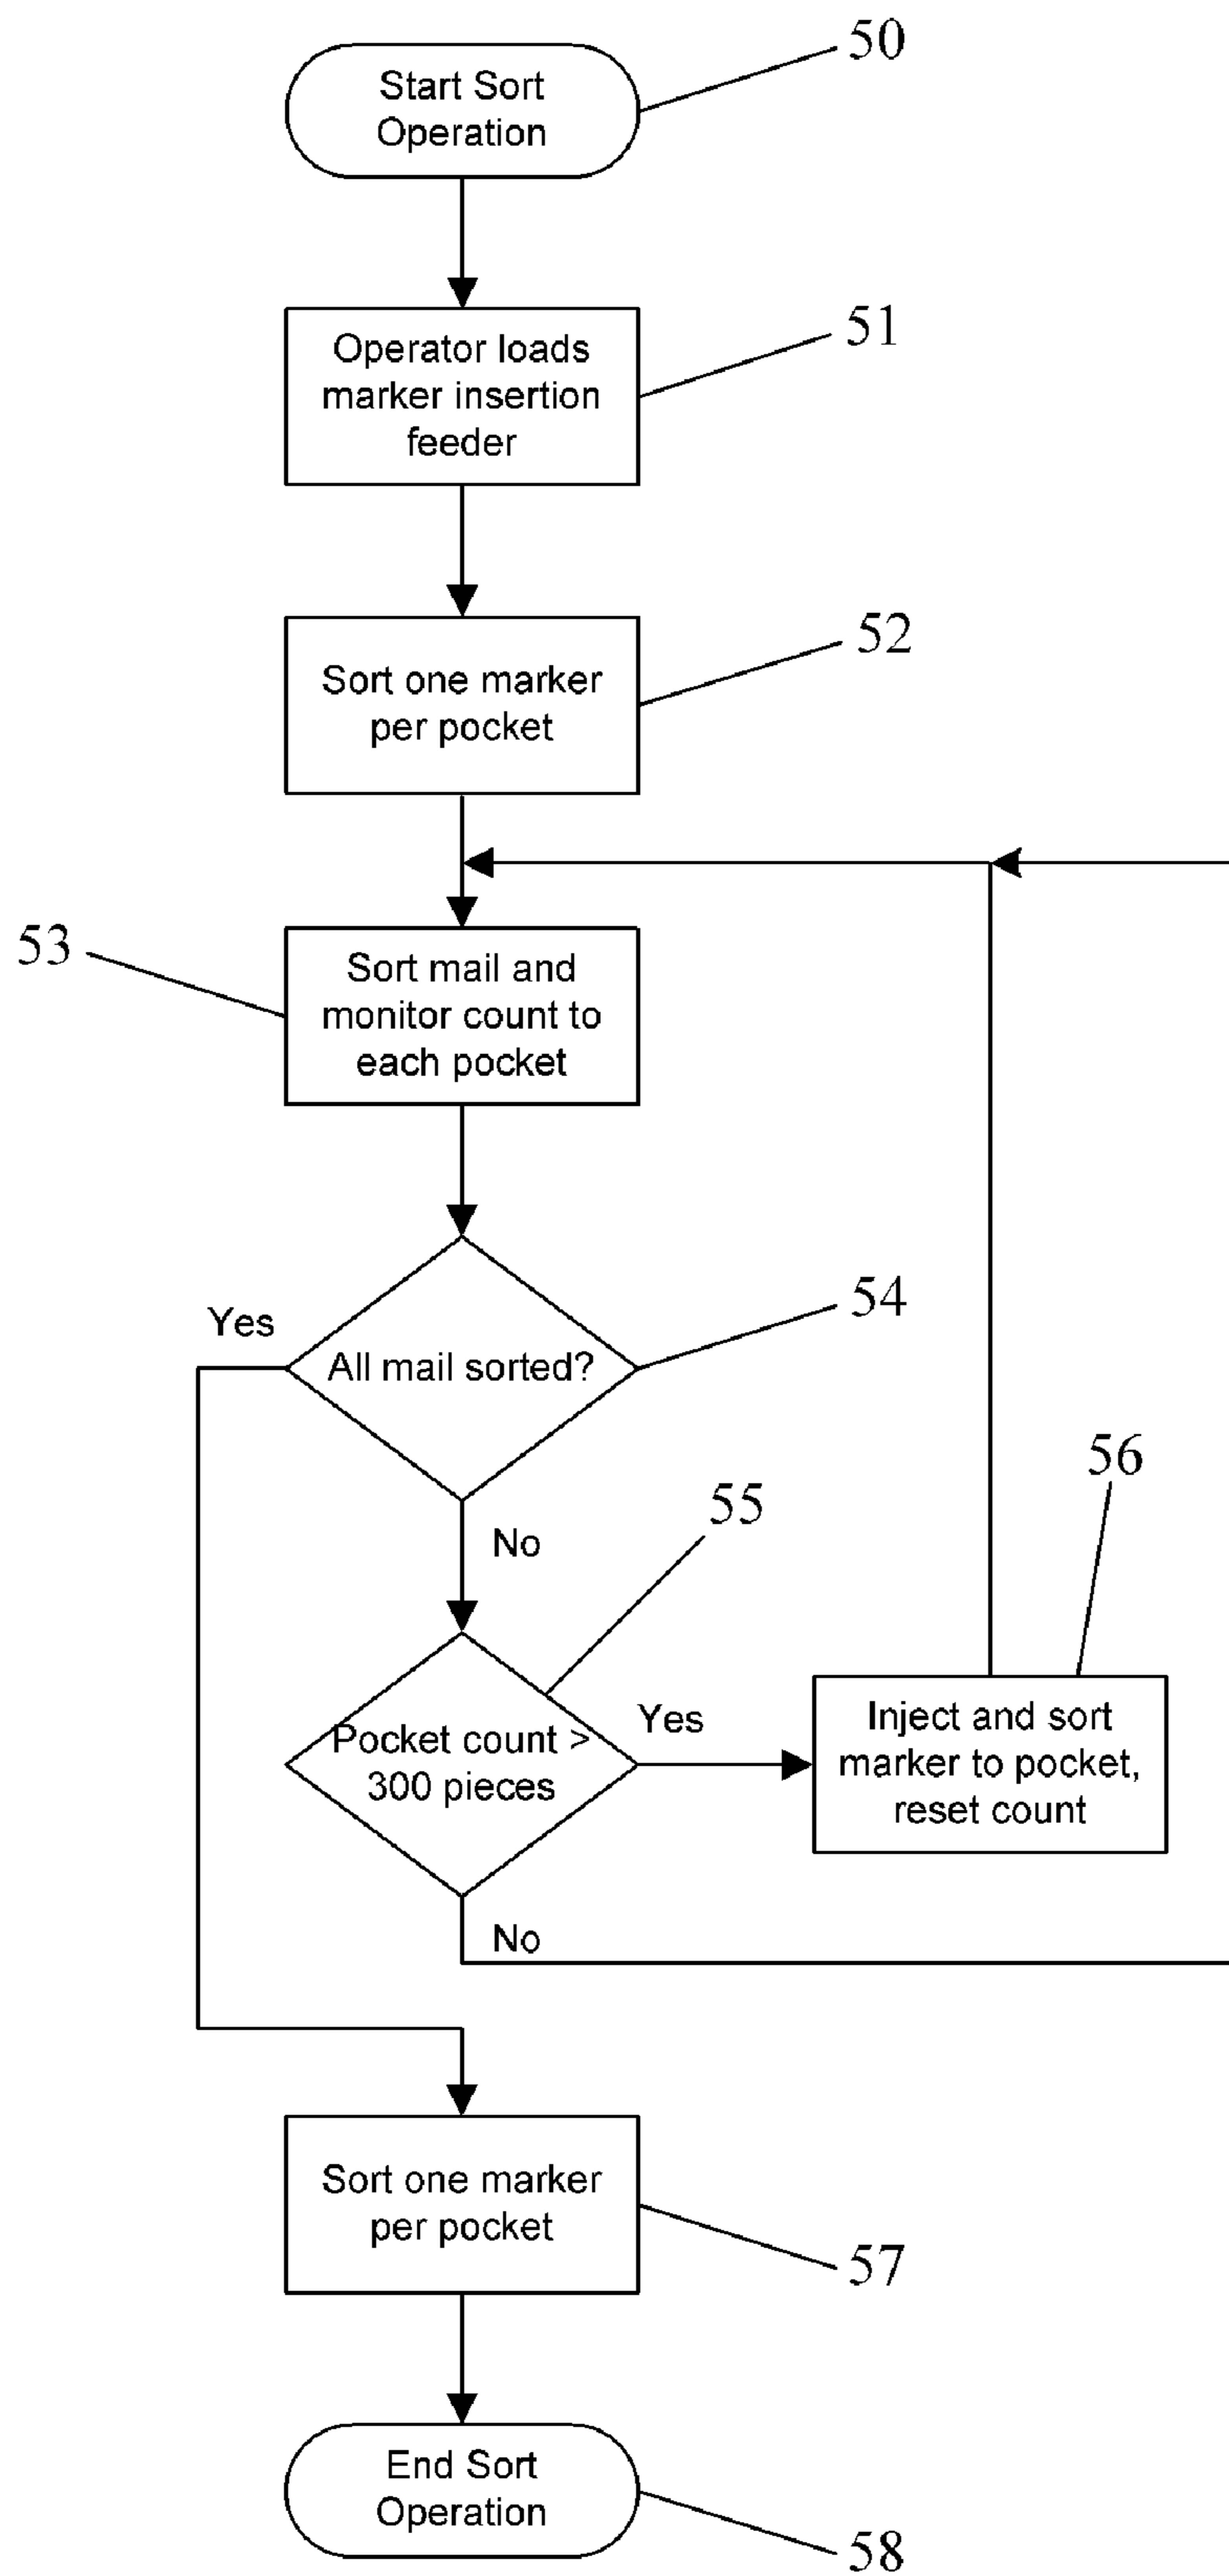 50
Start Sort
Operation
51
Operator loads
marker insertion
feeder
52
Sort one marker
per pocket
53
Sort mail and
monitor count to
each pocket
54
Yes
All mail sorted?
No
55
56
Pocket count >
300 pieces
Yes
Inject and sort
marker to pocket,
reset count
No
Sort one marker
per pocket
57
End Sort
Operation
58